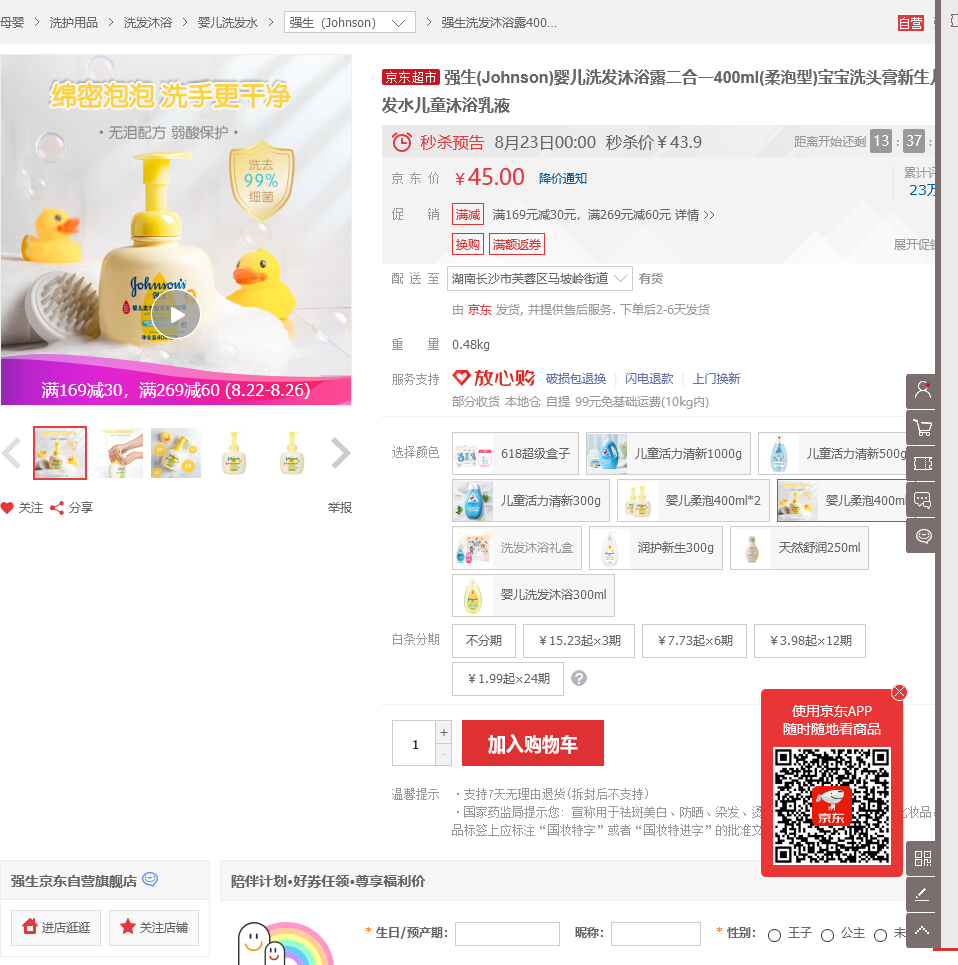 母婴 > 洗护用品 > 洗发沐浴 > 婴儿洗发水 > 强生（Johnson） > 强生洗发沐浴露400...
自营
绵密泡泡 洗手更干净
·无泪配方 弱酸保护·
洗去
99%
细菌
Johnson's
满169减30，满269减60 (8.22-8.26)
关注 分享 举报
京东超市 强生(Johnson)婴儿洗发沐浴露二合一400ml(柔泡型)宝宝洗头膏新生儿
发水儿童沐浴乳液
秒杀预告 8月23日00:00 秒杀价￥43.9 距离开始还剩 13 : 37 :
京东价 ￥45.00 降价通知
累计评
23万
促销 满减 满169元减30元，满269元减60元 详情 >>
换购 满额返券 展开促销
配送至 湖南长沙市芙蓉区马坡岭街道 有货
由 京东 发货, 并提供售后服务. 下单后2-6天发货
重量 0.48kg
服务支持 放心购 破损包退换 | 闪电退款 | 上门换新
部分收货 本地仓 自提 99元免基础运费(10kg内)
选择颜色 618超级盒子 儿童活力清新1000g 儿童活力清新500g
儿童活力清新300g 婴儿柔泡400ml*2 婴儿柔泡400ml
洗发沐浴礼盒 润护新生300g 天然舒润250ml
婴儿洗发沐浴300ml
白条分期 不分期 ￥15.23起×3期 ￥7.73起×6期 ￥3.98起×12期
￥1.99起×24期 ?
1 + - 加入购物车
温馨提示 ·支持7天无理由退货(拆封后不支持)
·国家药监局提示您：宣称用于祛斑美白、防晒、染发、烫
化妆品
品标签上应标注“国妆特字”或者“国妆特进字”的批准文
使用京东APP
随时随地看商品
京东
强生京东自营旗舰店
进店逛逛 关注店铺
陪伴计划•好券任领•尊享福利价
* 生日/预产期： 昵称： * 性别： 王子 公主 未